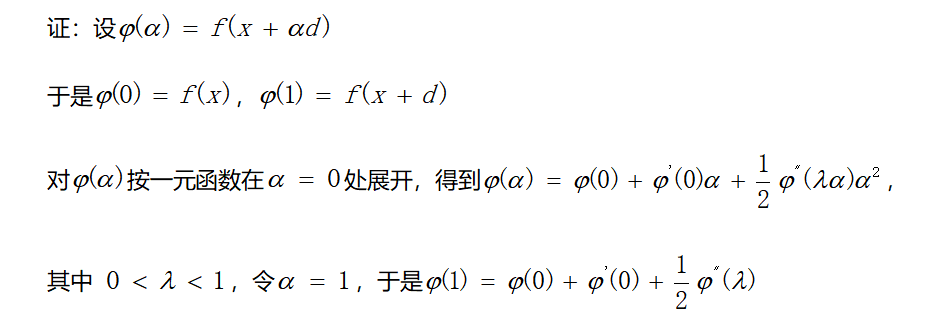 证：设φ(α) = f(x + αd)
于是φ(0) = f(x)，φ(1) = f(x + d)
对φ(α)按一元函数在α = 0处展开，得到φ(α) = φ(0) + φ'(0)α + 1/2 φ″(λα)α²，
其中 0 < λ < 1，令α = 1，于是φ(1) = φ(0) + φ'(0) + 1/2 φ″(λ)